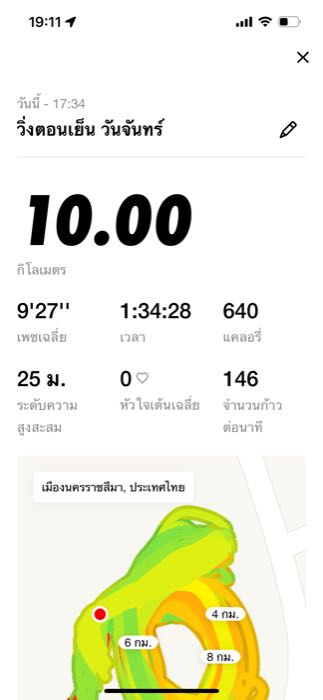 19:11
วันนี้ - 17:34
วิ่งตอนเย็น วันจันทร์
10.00
กิโลเมตร
9'27''
1:34:28
640
เพซเฉลี่ย
เวลา
แคลอรี่
25 ม.
0
146
ระดับความ
สูงสะสม
หัวใจเต้นเฉลี่ย
จำนวนก้าว
ต่อนาที
เมืองนครราชสีมา, ประเทศไทย
4 กม.
6 กม.
8 กม.